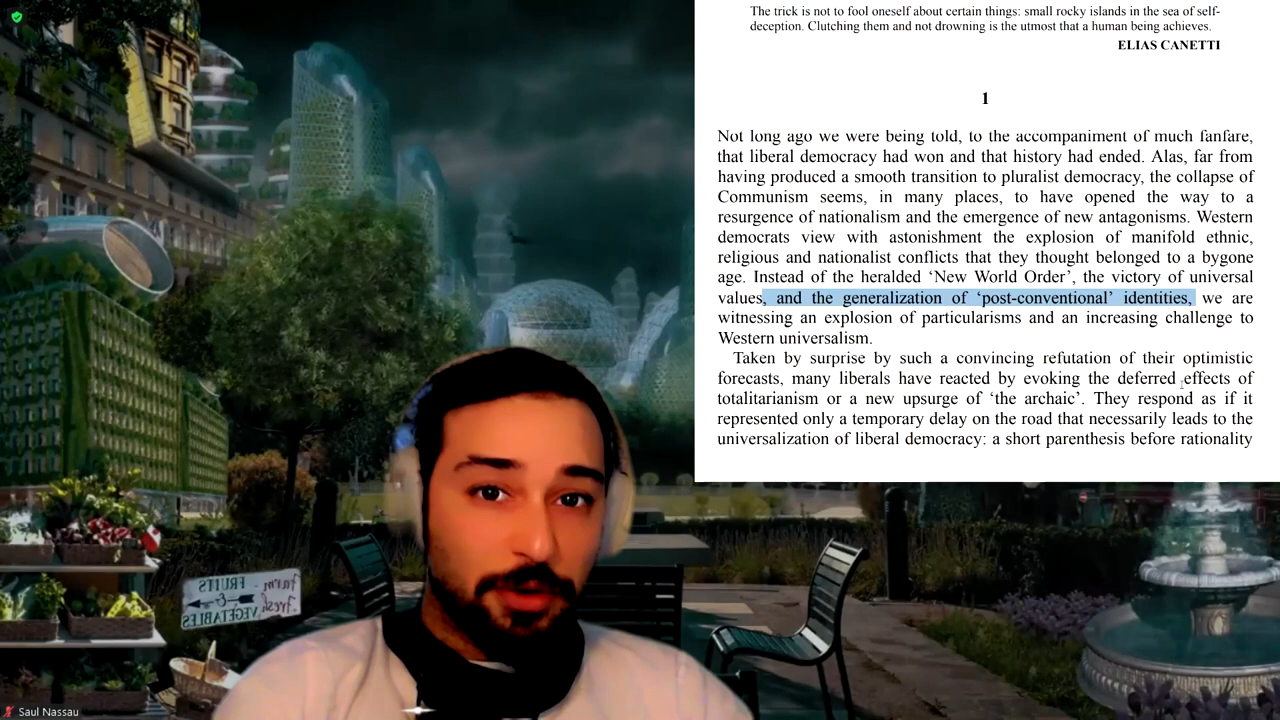 The trick is not to fool oneself about certain things: small rocky islands in the sea of self-
deception. Clutching them and not drowning is the utmost that a human being achieves.
ELIAS CANETTI
1
Not long ago we were being told, to the accompaniment of much fanfare,
that liberal democracy had won and that history had ended. Alas, far from
having produced a smooth transition to pluralist democracy, the collapse of
Communism seems, in many places, to have opened the way to a
resurgence of nationalism and the emergence of new antagonisms. Western
democrats view with astonishment the explosion of manifold ethnic,
religious and nationalist conflicts that they thought belonged to a bygone
age. Instead of the heralded ‘New World Order’, the victory of universal
values, and the generalization of ‘post-conventional’ identities, we are
witnessing an explosion of particularisms and an increasing challenge to
Western universalism.
Taken by surprise by such a convincing refutation of their optimistic
forecasts, many liberals have reacted by evoking the deferred effects of
totalitarianism or a new upsurge of ‘the archaic’. They respond as if it
represented only a temporary delay on the road that necessarily leads to the
universalization of liberal democracy: a short parenthesis before rationality
Farm Fresh
FRUITS
&
VEGETABLES
Saul Nassau